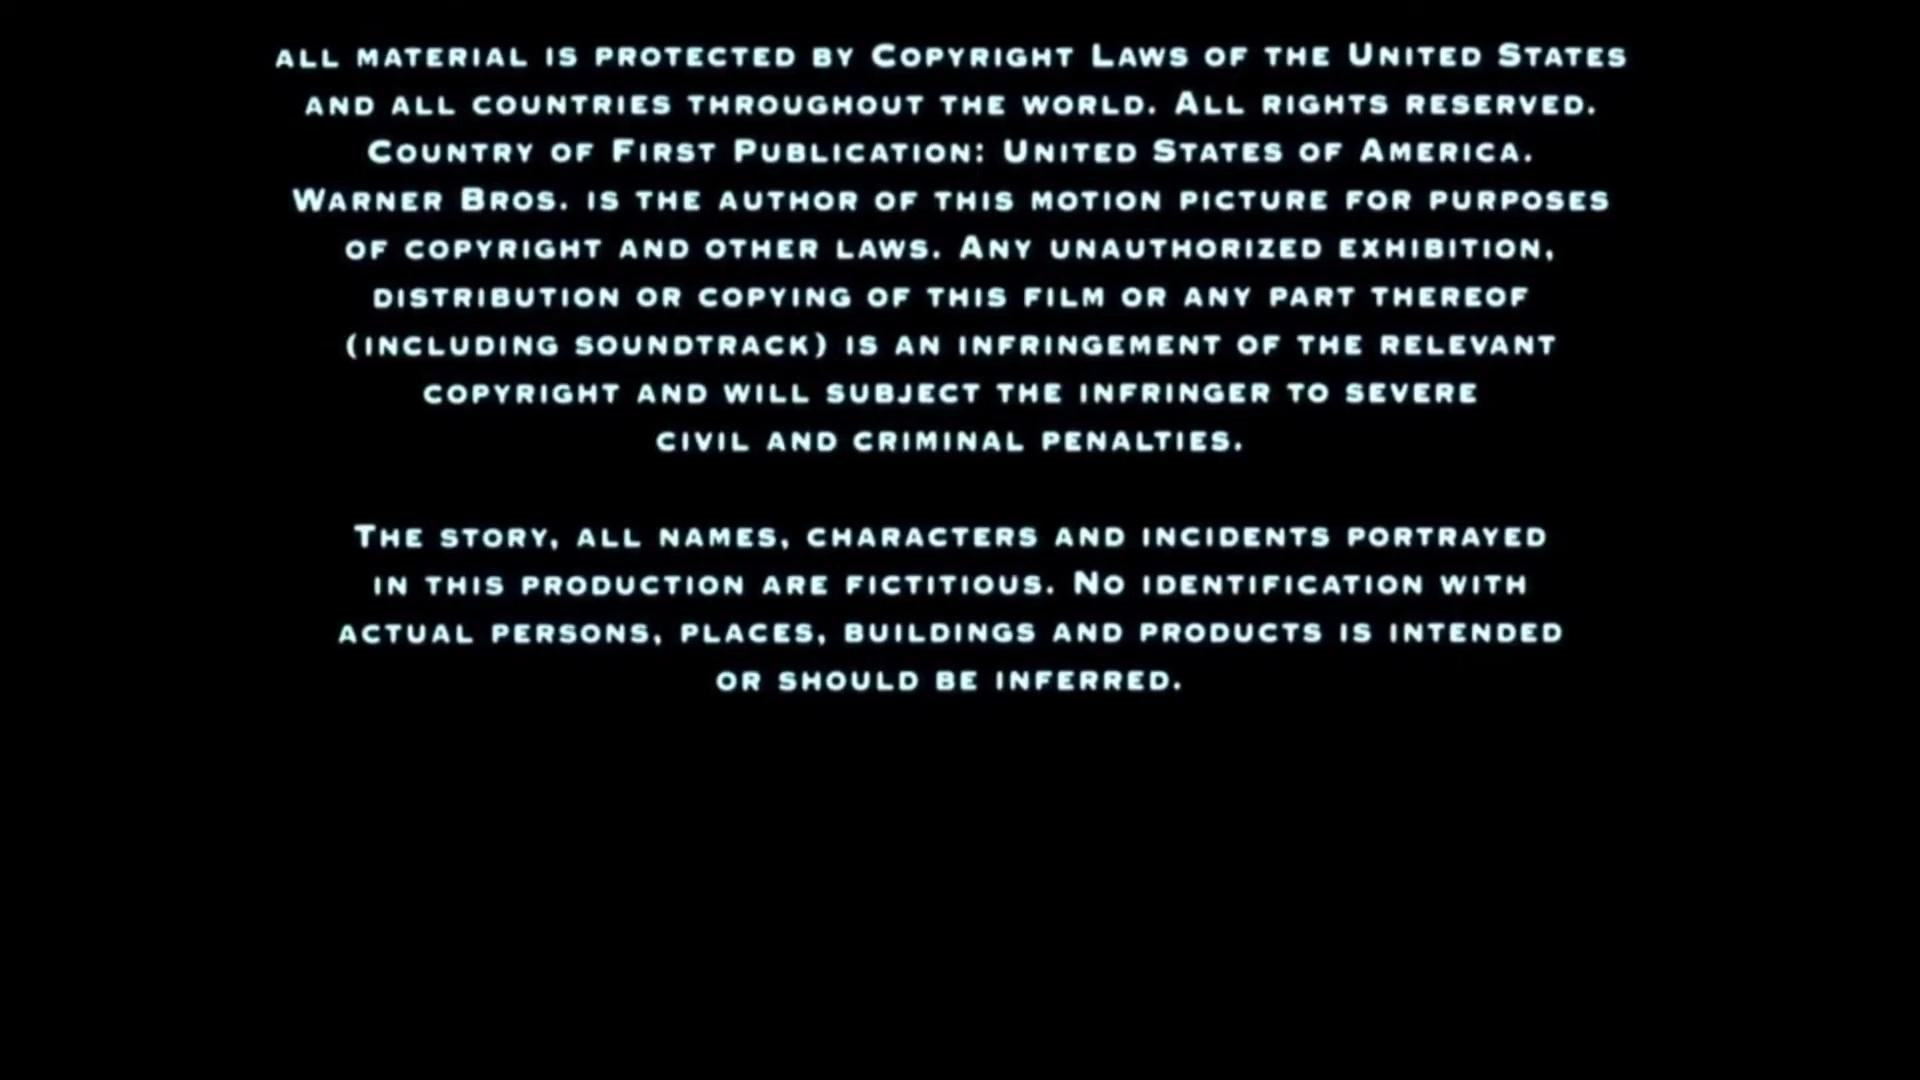 ALL MATERIAL IS PROTECTED BY COPYRIGHT LAWS OF THE UNITED STATES
AND ALL COUNTRIES THROUGHOUT THE WORLD. ALL RIGHTS RESERVED.
COUNTRY OF FIRST PUBLICATION: UNITED STATES OF AMERICA.
WARNER BROS. IS THE AUTHOR OF THIS MOTION PICTURE FOR PURPOSES
OF COPYRIGHT AND OTHER LAWS. ANY UNAUTHORIZED EXHIBITION,
DISTRIBUTION OR COPYING OF THIS FILM OR ANY PART THEREOF
(INCLUDING SOUNDTRACK) IS AN INFRINGEMENT OF THE RELEVANT
COPYRIGHT AND WILL SUBJECT THE INFRINGER TO SEVERE
CIVIL AND CRIMINAL PENALTIES.
THE STORY, ALL NAMES, CHARACTERS AND INCIDENTS PORTRAYED
IN THIS PRODUCTION ARE FICTITIOUS. NO IDENTIFICATION WITH
ACTUAL PERSONS, PLACES, BUILDINGS AND PRODUCTS IS INTENDED
OR SHOULD BE INFERRED.